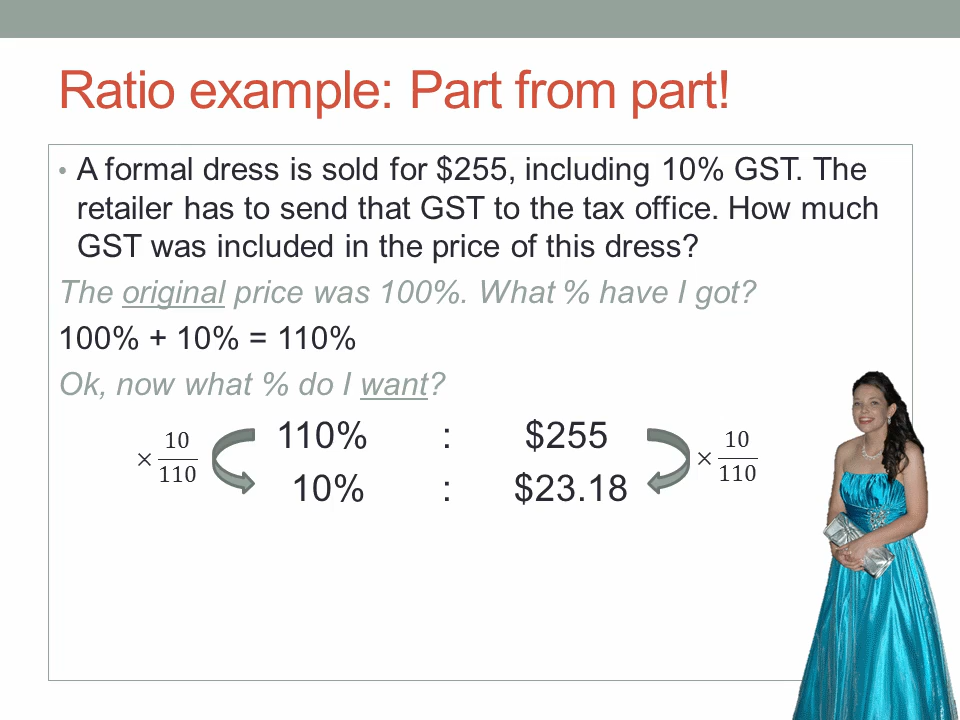 Ratio example: Part from part!
• A formal dress is sold for $255, including 10% GST. The
retailer has to send that GST to the tax office. How much
GST was included in the price of this dress?
The original price was 100%. What % have I got?
100% + 10% = 110%
Ok, now what % do I want?
× 10/110 110% : $255 × 10/110
10% : $23.18